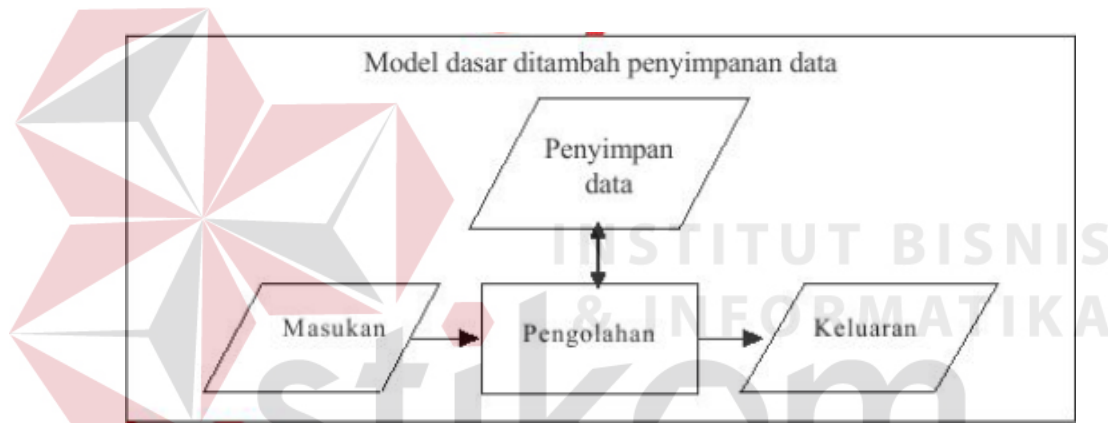 Model dasar ditambah penyimpanan data
Penyimpan
data
INSTITUT BISNIS
& INFORMATIKA
Masukan
Pengolahan
Keluaran
stikom